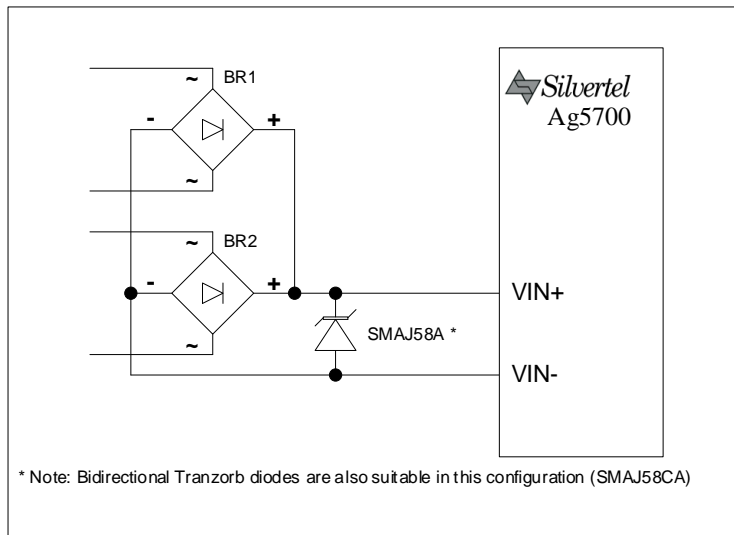 ~
BR1
- +
~
~
BR2
- +
~
Silvertel
Ag5700
VIN+
SMAJ58A *
VIN-
* Note: Bidirectional Tranzorb diodes are also suitable in this configuration (SMAJ58CA)